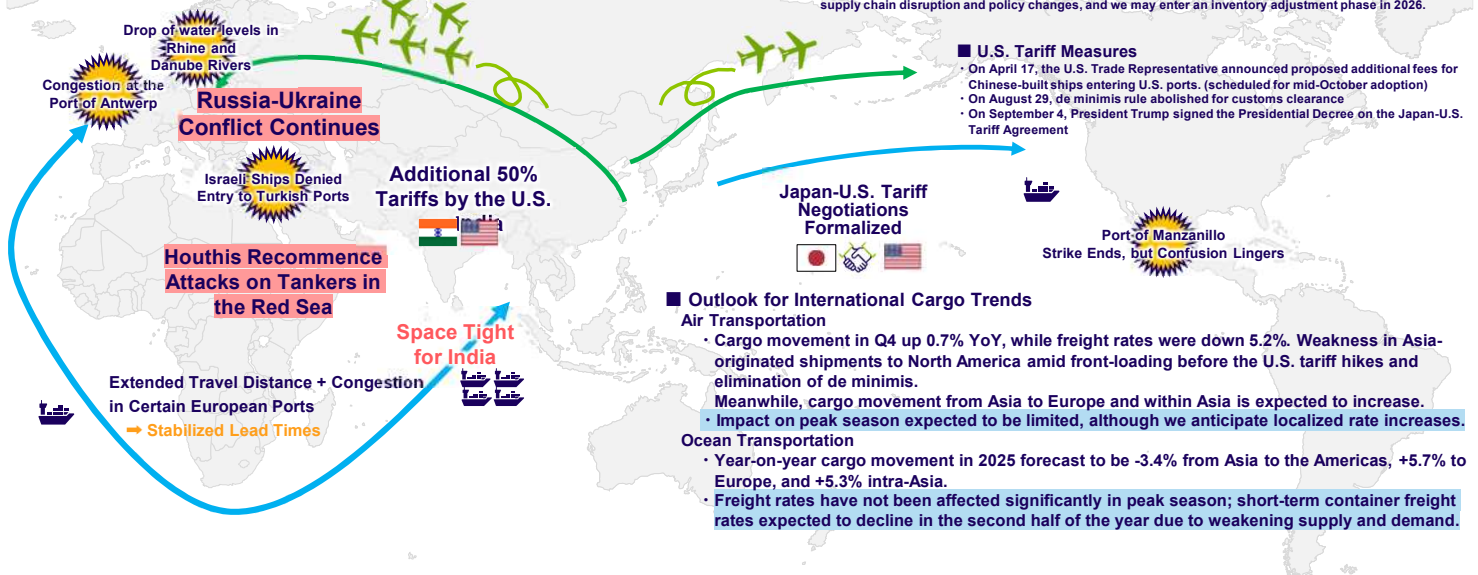 supply chain disruption and policy changes, and we may enter an inventory adjustment phase in 2026.
Drop of water levels in
Rhine and
Danube Rivers
Congestion at the
Port of Antwerp
Russia-Ukraine
Conflict Continues
Israeli Ships Denied
Entry to Turkish Ports
Additional 50%
Tariffs by the U.S.
India
Houthis Recommence
Attacks on Tankers in
the Red Sea
Space Tight
for India
Extended Travel Distance + Congestion
in Certain European Ports
➡ Stabilized Lead Times
■ U.S. Tariff Measures
・On April 17, the U.S. Trade Representative announced proposed additional fees for
Chinese-built ships entering U.S. ports. (scheduled for mid-October adoption)
・On August 29, de minimis rule abolished for customs clearance
・On September 4, President Trump signed the Presidential Decree on the Japan-U.S.
Tariff Agreement
Japan-U.S. Tariff
Negotiations
Formalized
Port of Manzanillo
Strike Ends, but Confusion Lingers
■ Outlook for International Cargo Trends
Air Transportation
・Cargo movement in Q4 up 0.7% YoY, while freight rates were down 5.2%. Weakness in Asia-
originated shipments to North America amid front-loading before the U.S. tariff hikes and
elimination of de minimis.
Meanwhile, cargo movement from Asia to Europe and within Asia is expected to increase.
・Impact on peak season expected to be limited, although we anticipate localized rate increases.
Ocean Transportation
・Year-on-year cargo movement in 2025 forecast to be -3.4% from Asia to the Americas, +5.7% to
Europe, and +5.3% intra-Asia.
・Freight rates have not been affected significantly in peak season; short-term container freight
rates expected to decline in the second half of the year due to weakening supply and demand.